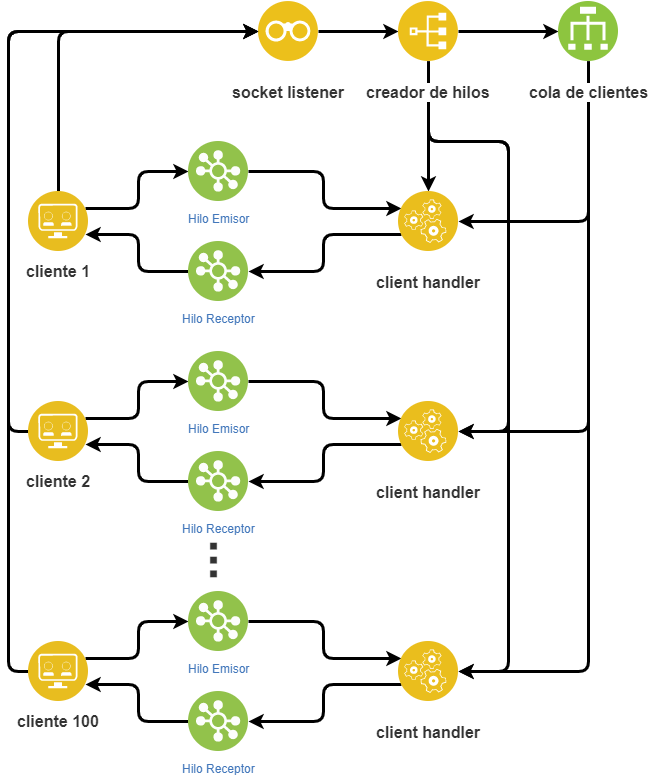 socket listener
creador de hilos
cola de clientes
Hilo Emisor
cliente 1
client handler
Hilo Receptor
Hilo Emisor
cliente 2
client handler
Hilo Receptor
Hilo Emisor
cliente 100
client handler
Hilo Receptor